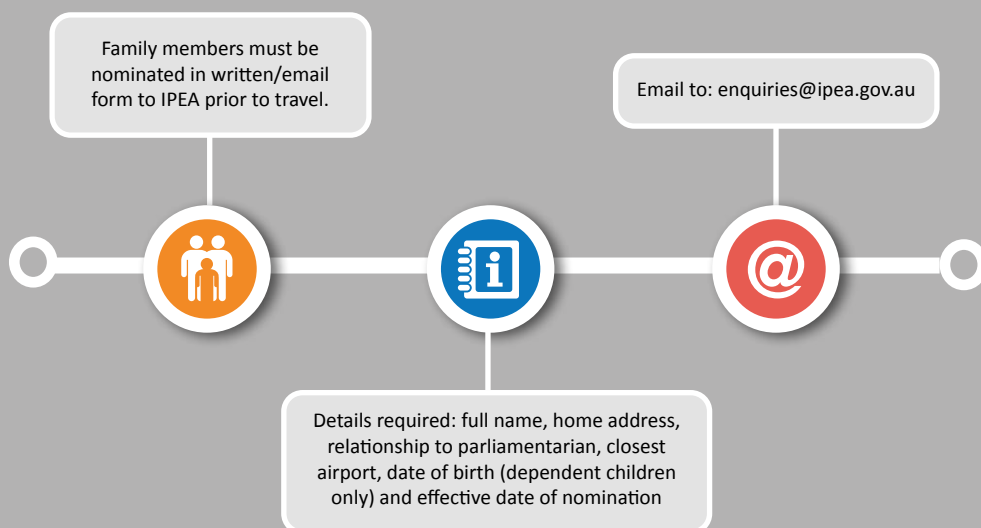 Family members must be
nominated in written/email
form to IPEA prior to travel.
Email to: enquiries@ipea.gov.au
i
@
Details required: full name, home address,
relationship to parliamentarian, closest
airport, date of birth (dependent children
only) and effective date of nomination